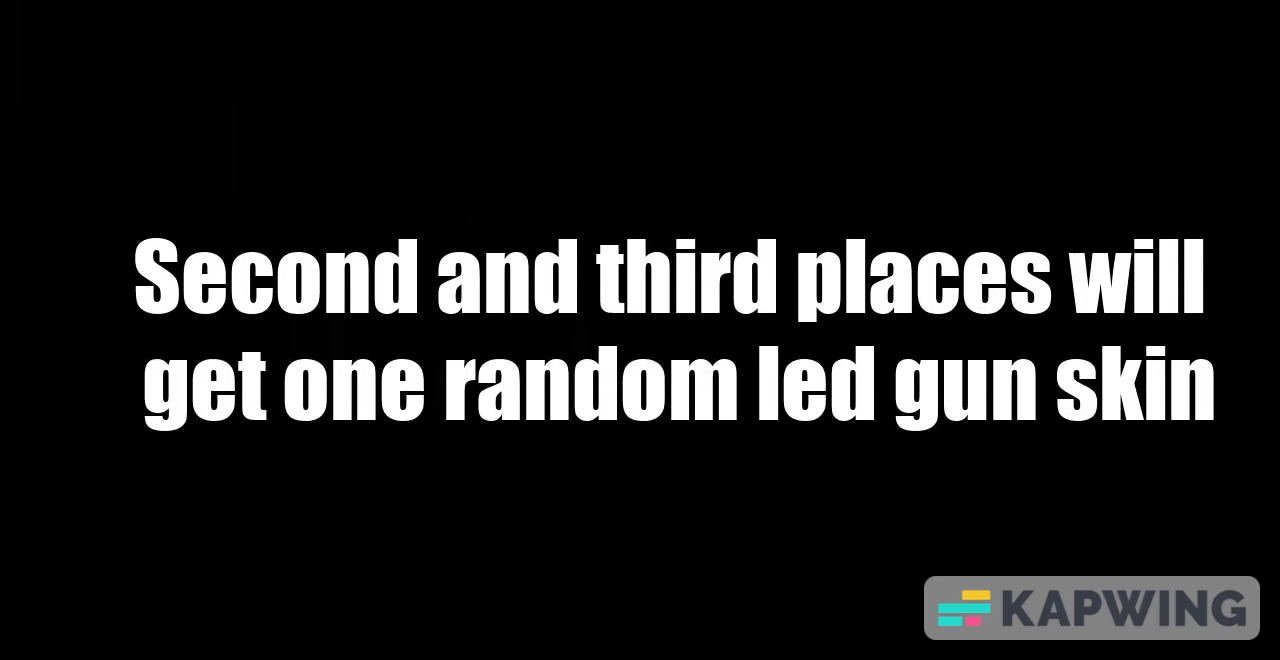 Second and third places will
get one random led gun skin
KAPWING